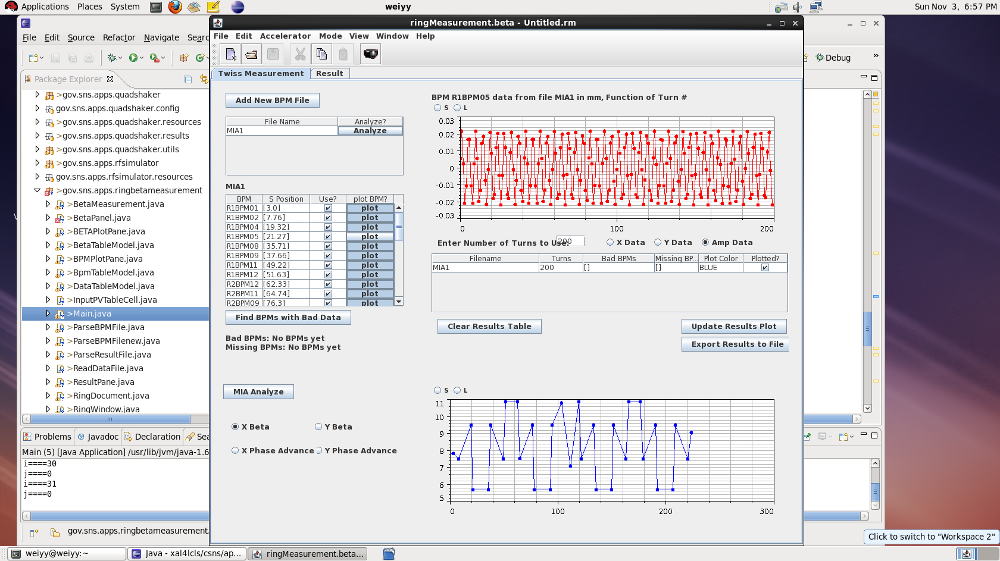 Applications Places System
weiyy
Sun Nov 3, 6:57 PM
ringMeasurement.beta - Untitled.rm
File Edit Source Refactor Navigate
File Edit Accelerator Mode View Window Help
Debug
Package Explorer
>gov.sns.apps.quadshaker
gov.sns.apps.quadshaker.config
>gov.sns.apps.quadshaker.resources
>gov.sns.apps.quadshaker.results
>gov.sns.apps.quadshaker.utils
>gov.sns.apps.rfsimulator
gov.sns.apps.rfsimulator.resources
>gov.sns.apps.ringbetameasurement
>BetaMeasurement.java
>BetaPanel.java
>BETAPlotPane.java
>BetaTableModel.java
>BPMPlotPane.java
>BpmTableModel.java
>DataTableModel.java
>InputPVTableCell.java
>Main.java
>ParseBPMFile.java
>ParseBPMFilenew.java
>ParseResultFile.java
>ReadDataFile.java
>ResultPane.java
>RingDocument.java
>RingWindow.java
Problems @ Javadoc Declaration Sea
Main (5) [Java Application] /usr/lib/jvm/java-1.6
i====30
j====0
i====31
j====0
gov.sns.apps.ringbetameasurement.
Twiss Measurement Result
Add New BPM File
File Name Analyze?
MIA1 Analyze
MIA1
BPM S Position Use? plot BPM?
R1BPM01 [3.0] plot
R1BPM02 [7.76] plot
R1BPM04 [19.32] plot
R1BPM05 [21.27] plot
R1BPM08 [35.71] plot
R1BPM09 [37.66] plot
R1BPM11 [49.22] plot
R1BPM12 [51.63] plot
R2BPM12 [62.33] plot
R2BPM11 [64.74] plot
R2BPM09 [76.3] plot
Find BPMs with Bad Data
Bad BPMs: No BPMs yet
Missing BPMs: No BPMs yet
MIA Analyze
X Beta Y Beta
X Phase Advance Y Phase Advance
BPM R1BPM05 data from file MIA1 in mm, Function of Turn #
S L
0.03
0.02
0.01
0
-0.01
-0.02
-0.03
0 100 200
Enter Number of Turns to Use: 200 X Data Y Data Amp Data
Filename Turns Bad BPMs Missing BP... Plot Color Plotted?
MIA1 200 [] [] BLUE
Clear Results Table Update Results Plot
Export Results to File
S L
11
10
9
8
7
6
5
0 100 200 300
Click to switch to "Workspace 2"
weiyy@weiyy:~ Java - xal4lcls/csns/ap... ringMeasurement.beta...